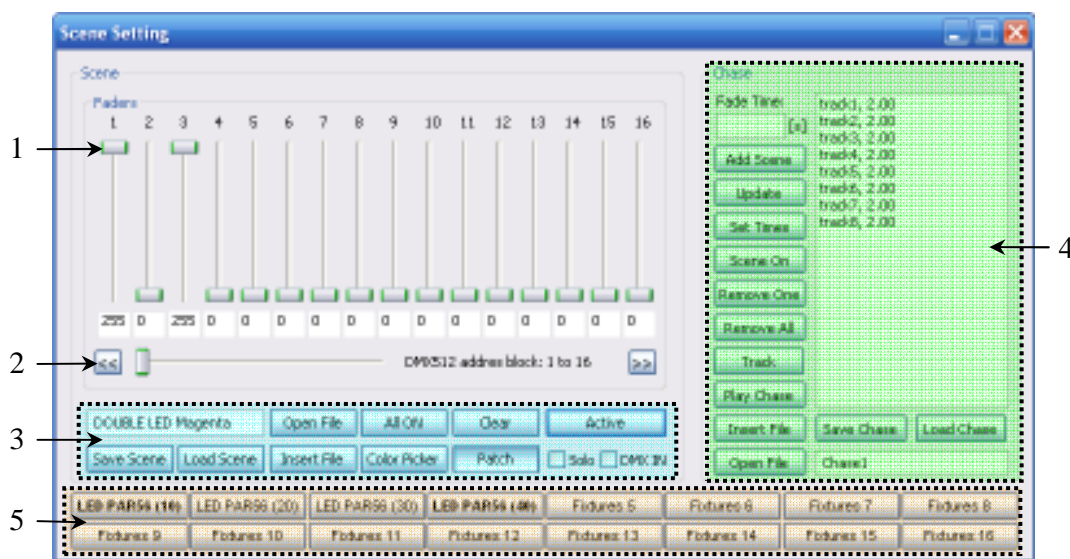 Scene Setting
Scene
Faders
1 2 3 4 5 6 7 8 9 10 11 12 13 14 15 16
255 0 255 0 0 0 0 0 0 0 0 0 0 0 0 0
<< DMX512 addres block: 1 to 16 >>
DOUBLE LED Magenta Open File All ON Clear Active
Save Scene Load Scene Insert File Color Picker Patch Solo DMX IN
Chase
Fade Time:
[s]
Add Scene
Update
Set Times
Scene On
Remove One
Remove All
Track
Play Chase
Insert File Save Chase Load Chase
Open File Chase1
track1, 2.00
track2, 2.00
track3, 2.00
track4, 2.00
track5, 2.00
track6, 2.00
track7, 2.00
track8, 2.00
LED PAR56 (10) LED PAR56 (20) LED PAR56 (30) LED PAR56 (40) Fixtures 5 Fixtures 6 Fixtures 7 Fixtures 8
Fixtures 9 Fixtures 10 Fixtures 11 Fixtures 12 Fixtures 13 Fixtures 14 Fixtures 15 Fixtures 16
1
2
3
4
5